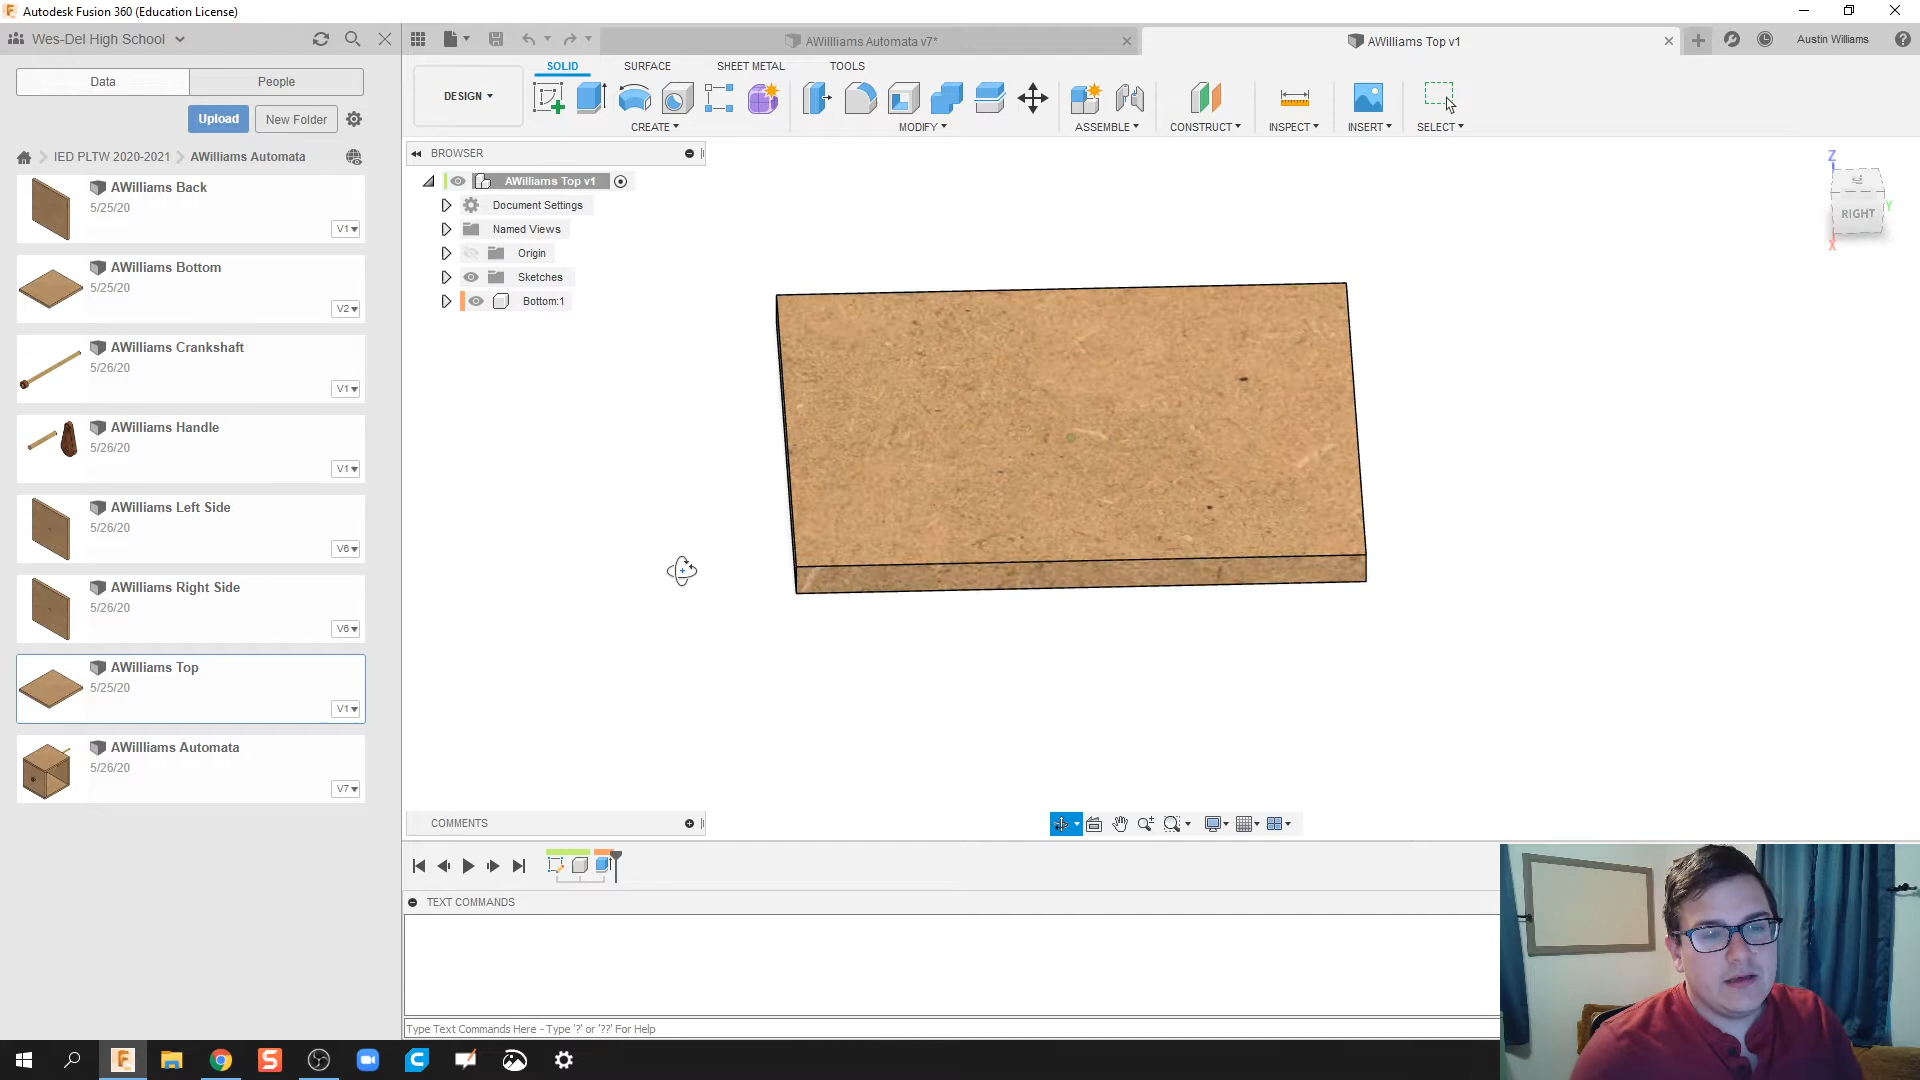 Autodesk Fusion 360 (Education License)
Wes-Del High School
AWillliams Automata v7*
AWilliams Top v1
Austin Williams
Data
People
Upload
New Folder
IED PLTW 2020-2021
AWilliams Automata
AWilliams Back
5/25/20
V1
AWilliams Bottom
5/25/20
V2
AWilliams Crankshaft
5/26/20
V1
AWilliams Handle
5/26/20
V1
AWilliams Left Side
5/26/20
V6
AWilliams Right Side
5/26/20
V6
AWilliams Top
5/25/20
V1
AWillliams Automata
5/26/20
V7
DESIGN
SOLID
SURFACE
SHEET METAL
TOOLS
CREATE
MODIFY
ASSEMBLE
CONSTRUCT
INSPECT
INSERT
SELECT
BROWSER
AWilliams Top v1
Document Settings
Named Views
Origin
Sketches
Bottom:1
Z
RIGHT
Y
X
COMMENTS
TEXT COMMANDS
Type Text Commands Here - Type '?' or '??' For Help